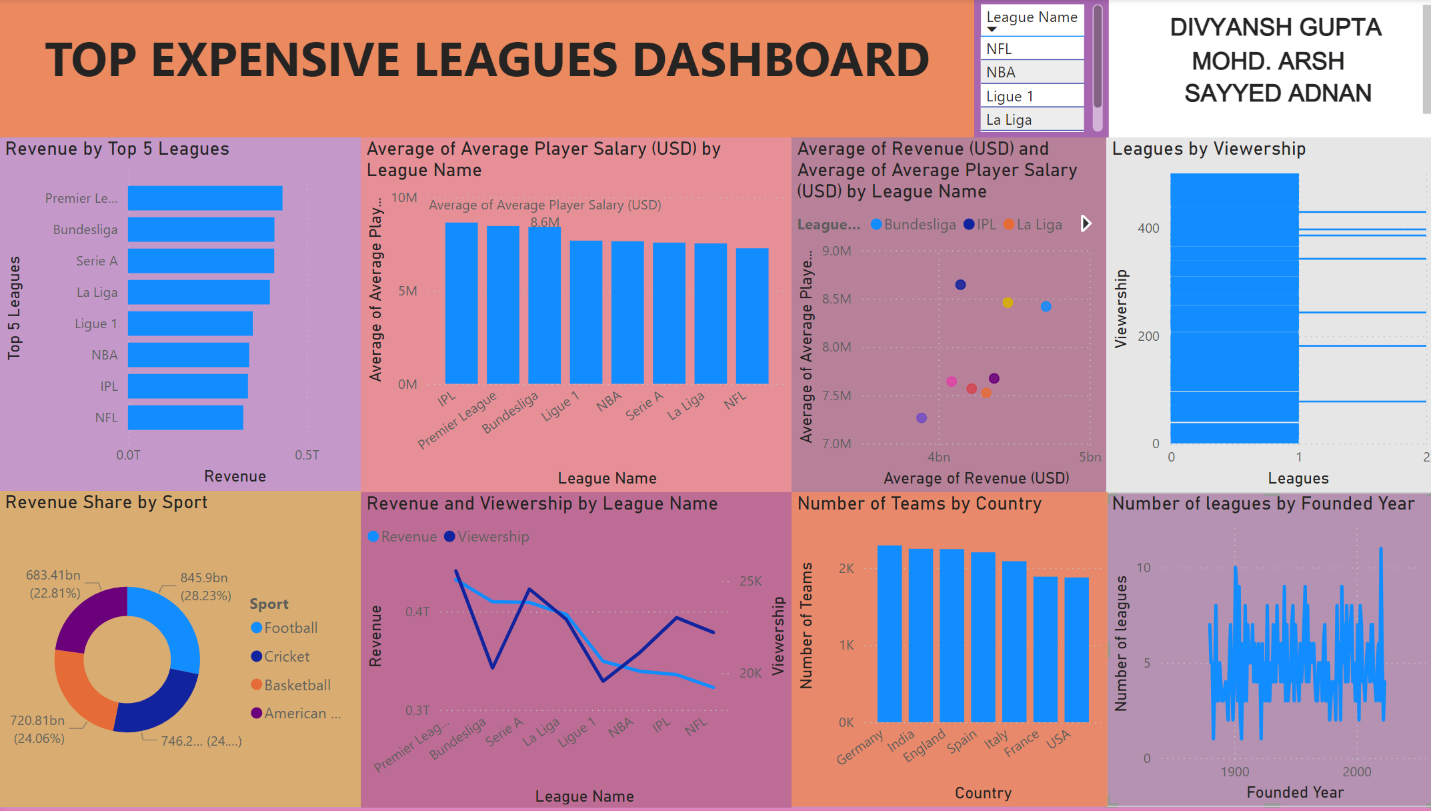 TOP EXPENSIVE LEAGUES DASHBOARD
League Name
NFL
NBA
Ligue 1
La Liga
DIVYANSH GUPTA
MOHD. ARSH
SAYYED ADNAN
Revenue by Top 5 Leagues
Top 5 Leagues
Premier Le...
Bundesliga
Serie A
La Liga
Ligue 1
NBA
IPL
NFL
0.0T 0.5T
Revenue
Average of Average Player Salary (USD) by
League Name
Average of Average Play...
Average of Average Player Salary (USD)
8.6M
10M
5M
0M
IPL Premier League Bundesliga Ligue 1 NBA Serie A La Liga NFL
League Name
Average of Revenue (USD) and
Average of Average Player Salary
(USD) by League Name
League... Bundesliga IPL La Liga
Average of Average Playe...
9.0M
8.5M
8.0M
7.5M
7.0M
4bn 5bn
Average of Revenue (USD)
Leagues by Viewership
Viewership
400
200
0
0 1 2
Leagues
Revenue Share by Sport
683.41bn
(22.81%)
845.9bn
(28.23%)
720.81bn
(24.06%)
746.2... (24....)
Sport
Football
Cricket
Basketball
American ...
Revenue and Viewership by League Name
Revenue Viewership
Revenue
0.4T
0.3T
25K
20K
Viewership
Premier Leag... Bundesliga Serie A La Liga Ligue 1 NBA IPL NFL
League Name
Number of Teams by Country
Number of Teams
2K
1K
0K
Germany India England Spain Italy France USA
Country
Number of leagues by Founded Year
Number of leagues
10
5
0
1900 2000
Founded Year